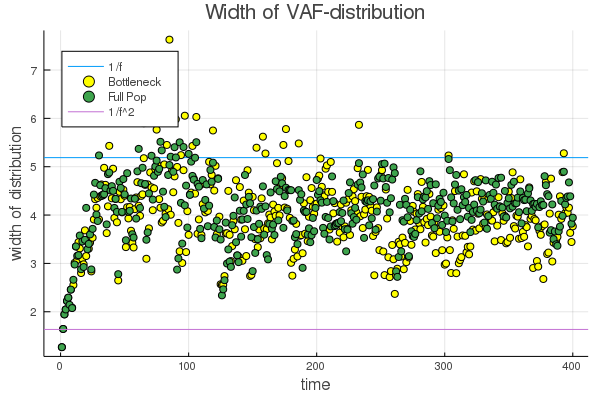 Width of VAF-distribution
width of distribution
7
6
5
4
3
2
1/f
Bottleneck
Full Pop
1/f^2
0
100
200
300
400
time